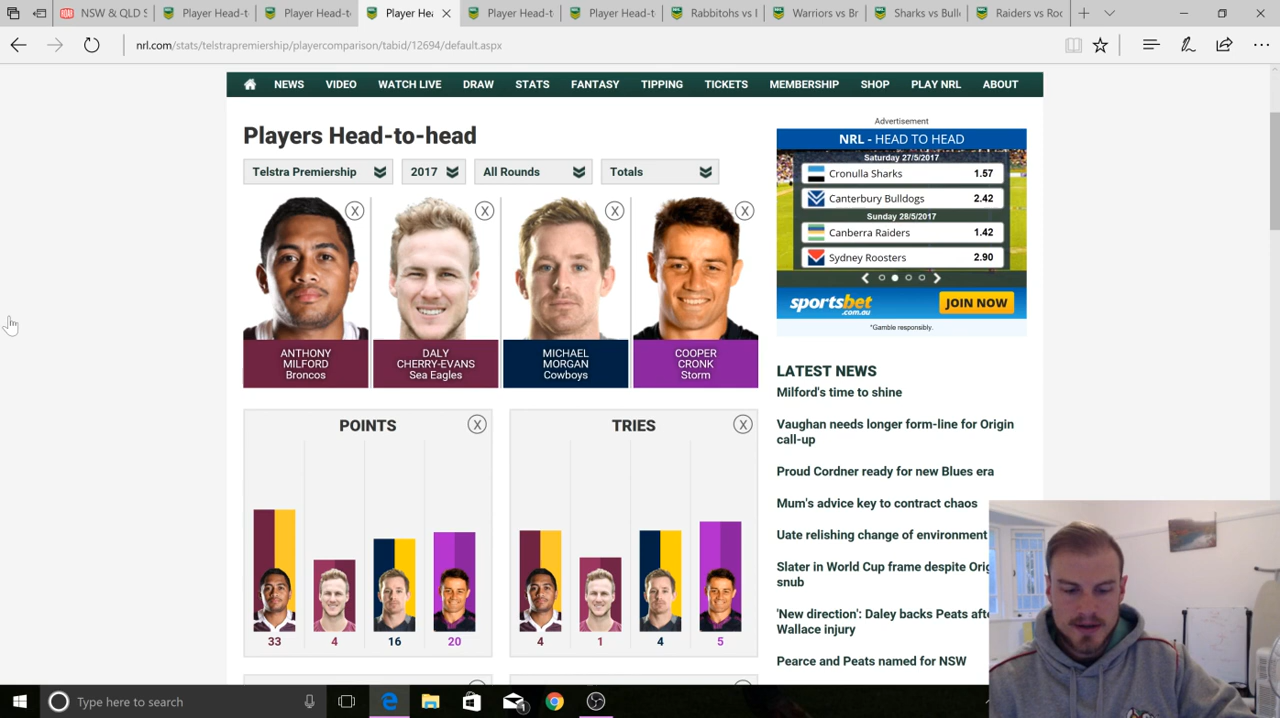 NSW & QLD S
Player Head-t
Player Hea
Player Head-t
Player Head-t
Rabbitohs vs I
Warriors vs Br
Sharks vs Bull
Raiders vs Roo
nrl.com/stats/telstrapremiership/playercomparison/tabid/12694/default.aspx
NEWS VIDEO WATCH LIVE DRAW STATS FANTASY TIPPING TICKETS MEMBERSHIP SHOP PLAY NRL ABOUT
Players Head-to-head
Telstra Premiership
2017
All Rounds
Totals
X
X
X
X
ANTHONY
MILFORD
Broncos
DALY
CHERRY-EVANS
Sea Eagles
MICHAEL
MORGAN
Cowboys
COOPER
CRONK
Storm
POINTS
X
33 4 16 20
TRIES
X
4 1 4 5
Advertisement
NRL - HEAD TO HEAD
Saturday 27/5/2017
Cronulla Sharks 1.57
Canterbury Bulldogs 2.42
Sunday 28/5/2017
Canberra Raiders 1.42
Sydney Roosters 2.90
sportsbet
.com.au
JOIN NOW
*Gamble responsibly.
LATEST NEWS
Milford's time to shine
Vaughan needs longer form-line for Origin
call-up
Proud Cordner ready for new Blues era
Mum's advice key to contract chaos
Uate relishing change of environment
Slater in World Cup frame despite Orig
snub
'New direction': Daley backs Peats afte
Wallace injury
Pearce and Peats named for NSW
Type here to search